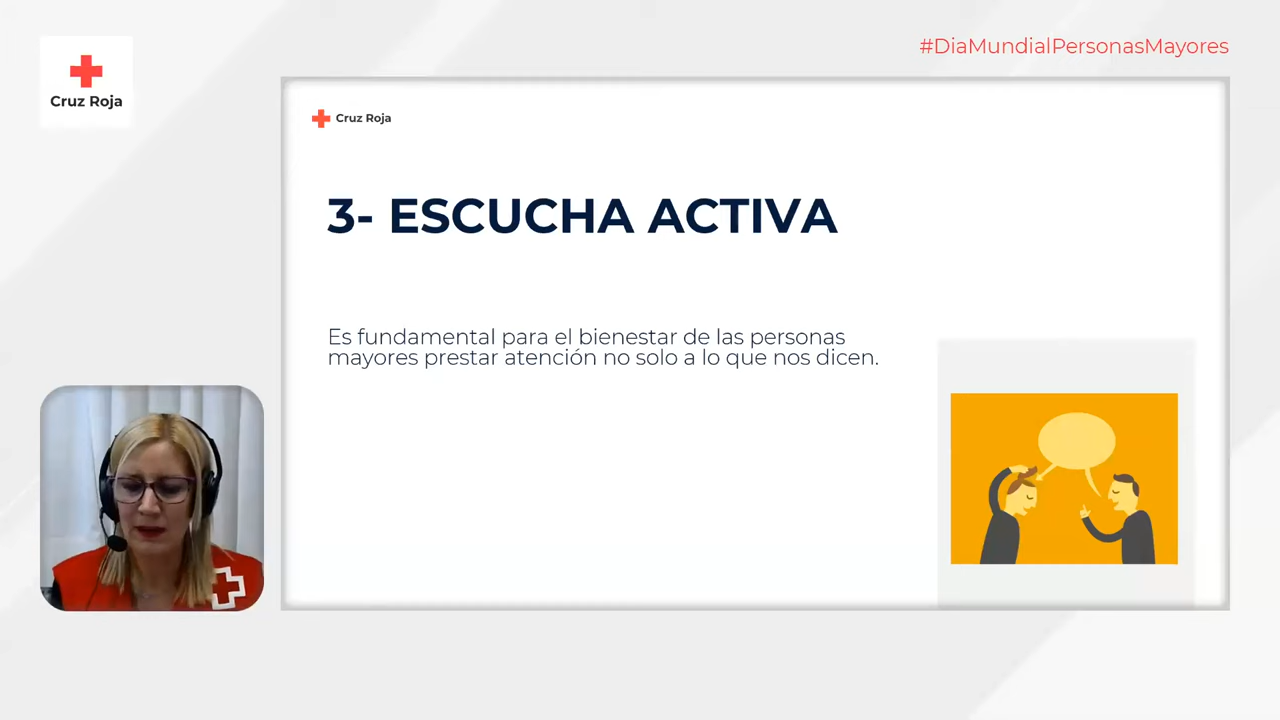 #DiaMundialPersonasMayores
Cruz Roja
Cruz Roja
3- ESCUCHA ACTIVA
Es fundamental para el bienestar de las personas
mayores prestar atención no solo a lo que nos dicen.